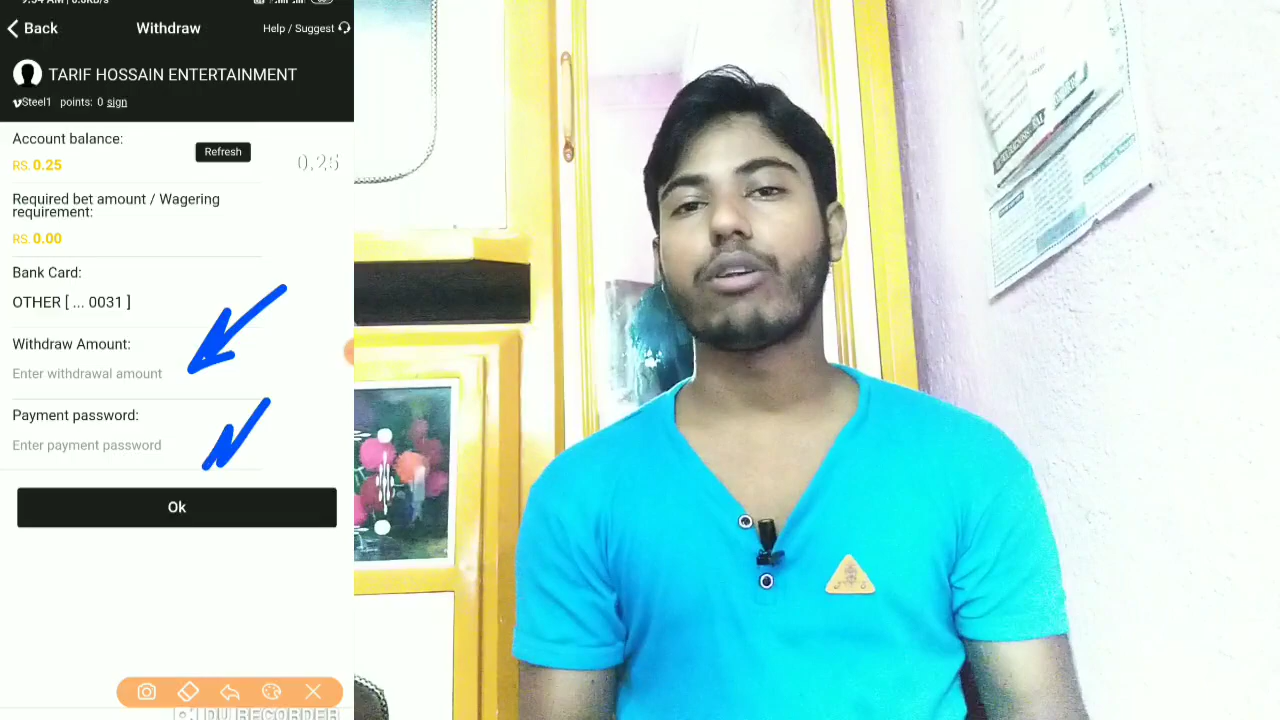 Back
Withdraw
Help / Suggest
TARIF HOSSAIN ENTERTAINMENT
Steel1 points: 0 sign
Account balance:
RS. 0.25
Refresh
0.25
Required bet amount / Wagering
requirement:
RS. 0.00
Bank Card:
OTHER [ ... 0031 ]
Withdraw Amount:
Enter withdrawal amount
Payment password:
Enter payment password
Ok
DU RECORDER